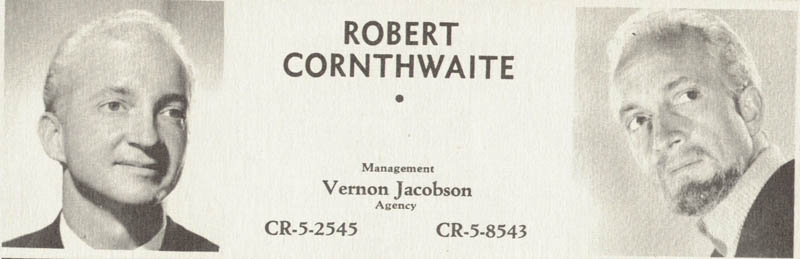 ROBERT
CORNTHWAITE
Management
Vernon Jacobson
Agency
CR-5-2545 CR-5-8543